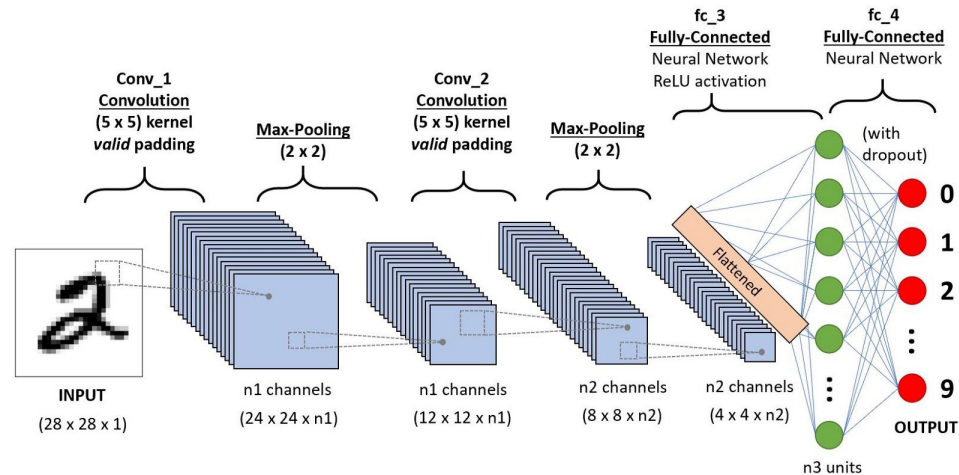 fc_3
Fully-Connected
Neural Network
ReLU activation
fc_4
Fully-Connected
Neural Network
Conv_1
Convolution
(5 x 5) kernel
valid padding
Max-Pooling
(2 x 2)
Conv_2
Convolution
(5 x 5) kernel
valid padding
Max-Pooling
(2 x 2)
(with
dropout)
2
Flattened
0
1
2
9
INPUT
(28 x 28 x 1)
n1 channels
(24 x 24 x n1)
n1 channels
(12 x 12 x n1)
n2 channels
(8 x 8 x n2)
n2 channels
(4 x 4 x n2)
OUTPUT
n3 units